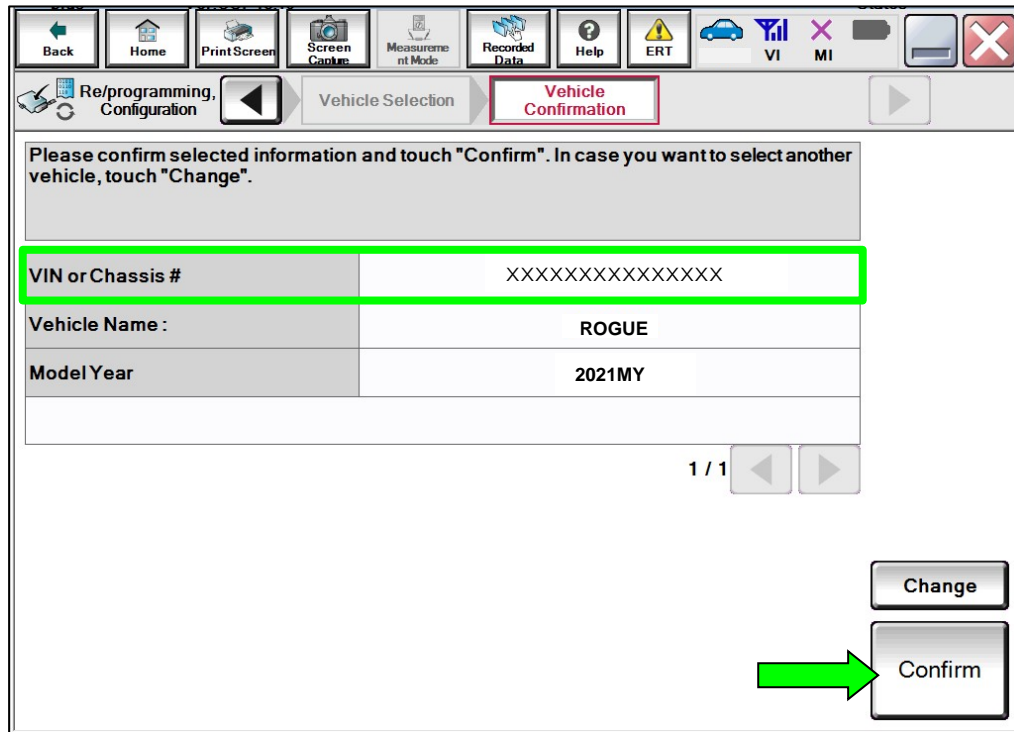 Back
Home
Print Screen
Screen
Capture
Measureme
nt Mode
Recorded
Data
Help
ERT
VI
MI
Re/programming,
Configuration
Vehicle Selection
Vehicle
Confirmation
Please confirm selected information and touch "Confirm". In case you want to select another
vehicle, touch "Change".
VIN or Chassis #
XXXXXXXXXXXXXXX
Vehicle Name :
ROGUE
Model Year
2021MY
1 / 1
Change
Confirm